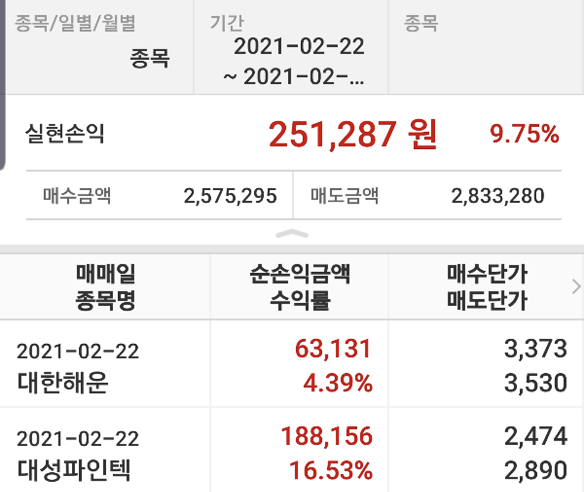 종목/일별/월별
종목
기간
2021-02-22
~ 2021-02-...
종목
실현손익 251,287 원 9.75%
매수금액 2,575,295 매도금액 2,833,280
매매일 순손익금액 매수단가
종목명 수익률 매도단가
2021-02-22 63,131 3,373
대한해운 4.39% 3,530
2021-02-22 188,156 2,474
대성파인텍 16.53% 2,890